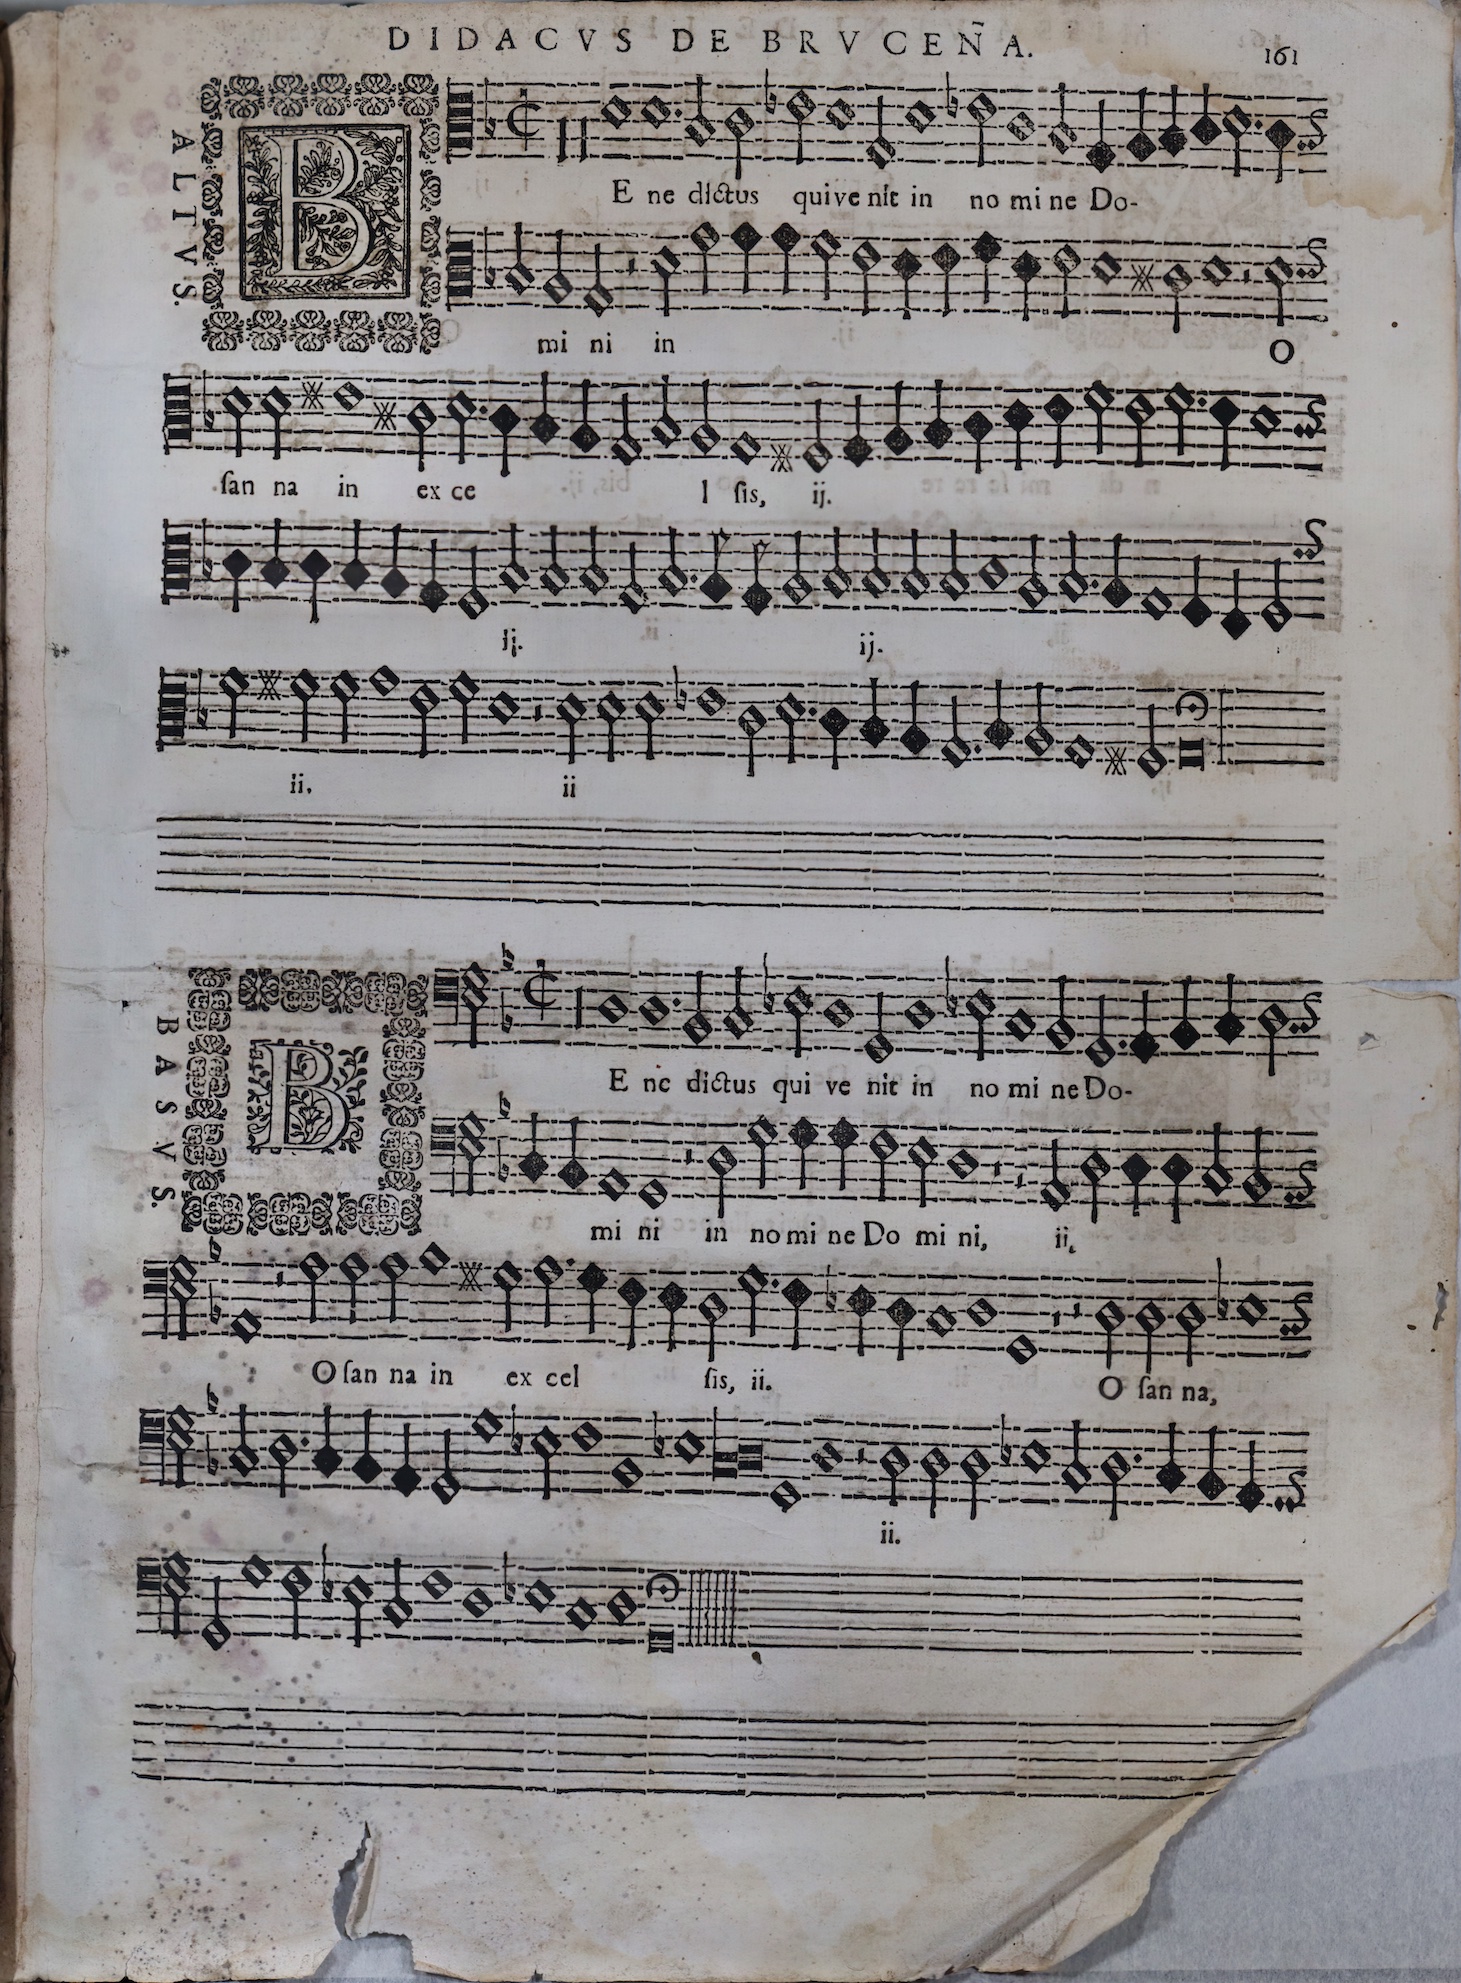 DIDACVS DE BRVCEÑA.
161
ALTVS.
B
E ne dictus qui ve nit in no mi ne Do-
mi ni in O
san na in ex ce l sis, ij.
ij. ij.
ii. ii
BASVS.
B
E ne dictus qui ve nit in no mi ne Do-
mi ni in no mi ne Do mi ni, ii,
O san na in ex cel sis, ii. O san na,
ii.